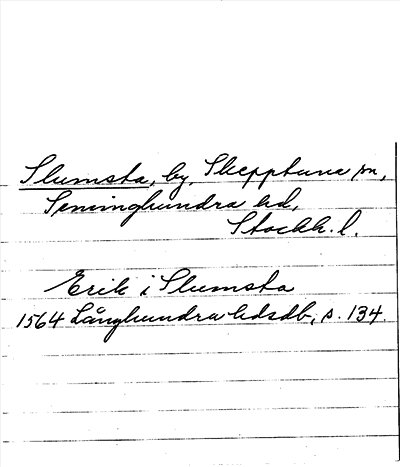 Slumsta, by, Skepptuna sn,
Seminghundra hd,
Stockh. l.
Erik i Slumsta
1564 Långhundra hdsdb, s. 134.